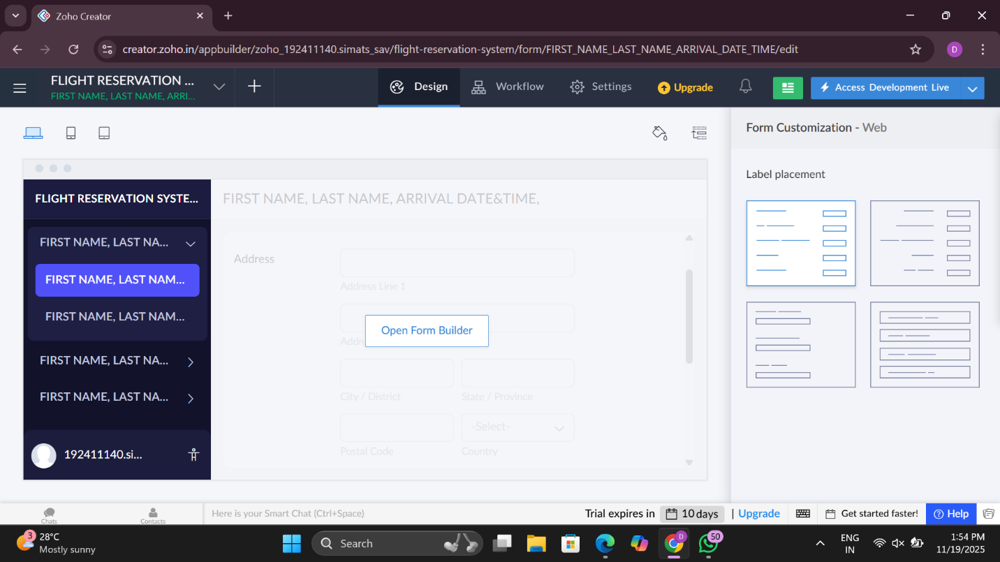 Zoho Creator
creator.zoho.in/appbuilder/zoho_192411140.simats_sav/flight-reservation-system/form/FIRST_NAME_LAST_NAME_ARRIVAL_DATE_TIME/edit
D
FLIGHT RESERVATION ...
FIRST NAME, LAST NAME, ARRI...
Design
Workflow
Settings
Upgrade
Access Development Live
Form Customization - Web
Label placement
FLIGHT RESERVATION SYSTE...
FIRST NAME, LAST NA...
FIRST NAME, LAST NAM...
FIRST NAME, LAST NAM...
FIRST NAME, LAST NA...
FIRST NAME, LAST NA...
192411140.si...
FIRST NAME, LAST NAME, ARRIVAL DATE&TIME,
Address
Address Line 1
Addre
Open Form Builder
City / District
State / Province
-Select-
Postal Code
Country
Chats
Contacts
Here is your Smart Chat (Ctrl+Space)
Trial expires in 10 days | Upgrade
Get started faster!
Help
3
28°C
Mostly sunny
Search
D
50
ENG
IN
1:54 PM
11/19/2025